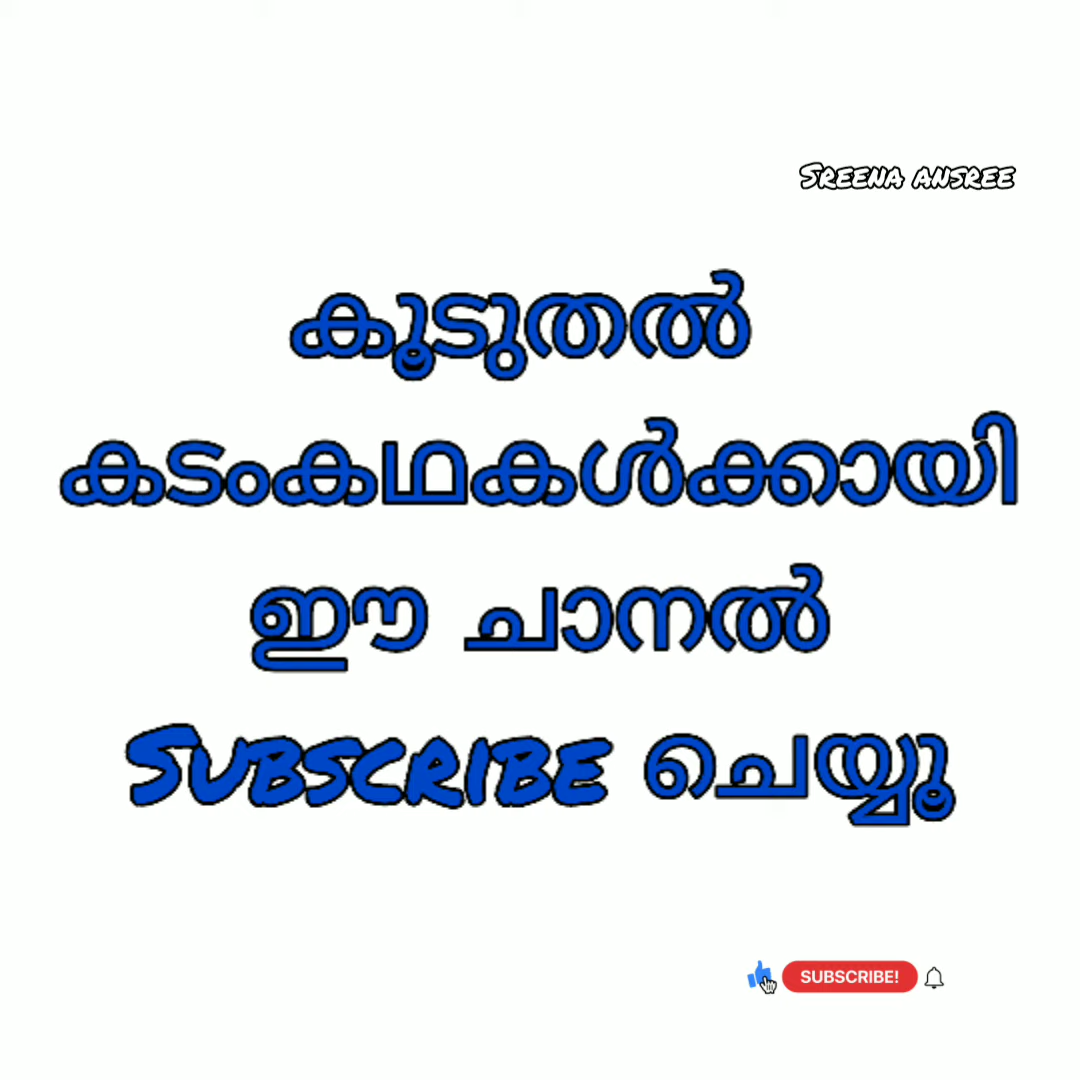 Sreena ansree
കൂടുതൽ
കടംകഥകൾക്കായി
ഈ ചാനൽ
Subscribe ചെയ്യൂ
SUBSCRIBE!